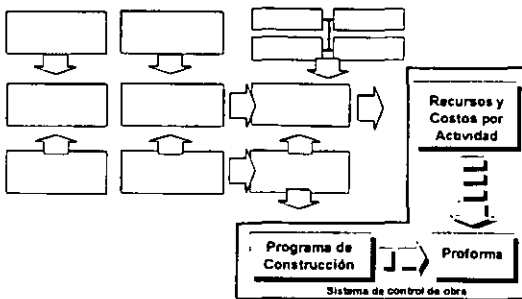 Recursos y
Costos por
Actividad
Programa de
Construcción
Proforma
Sistema de control de obra